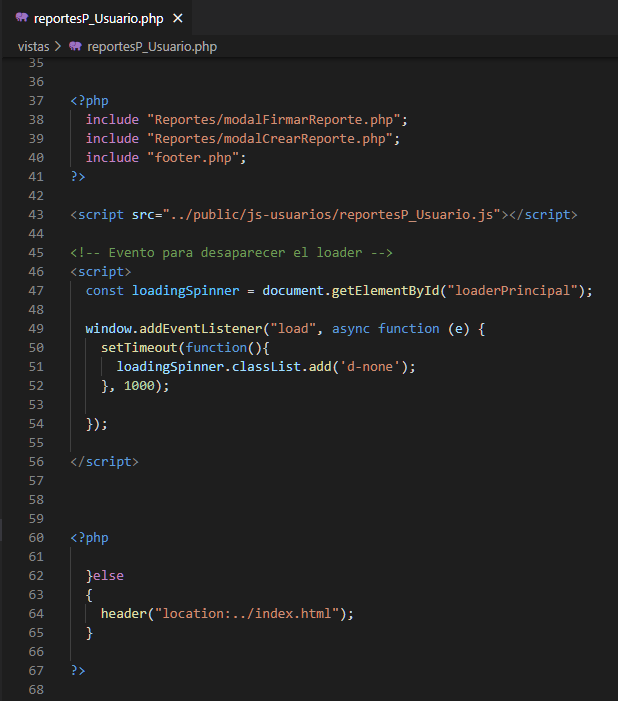 reportesP_Usuario.php
vistas > reportesP_Usuario.php
35
36
37 <?php
38 include "Reportes/modalFirmarReporte.php";
39 include "Reportes/modalCrearReporte.php";
40 include "footer.php";
41 ?>
42
43 <script src="../public/js-usuarios/reportesP_Usuario.js"></script>
44
45 <!-- Evento para desaparecer el loader -->
46 <script>
47 const loadingSpinner = document.getElementById("loaderPrincipal");
48
49 window.addEventListener("load", async function (e) {
50 setTimeout(function(){
51 loadingSpinner.classList.add('d-none');
52 }, 1000);
53
54 });
55
56 </script>
57
58
59
60 <?php
61
62 }else
63 {
64 header("location:../index.html");
65 }
66
67 ?>
68